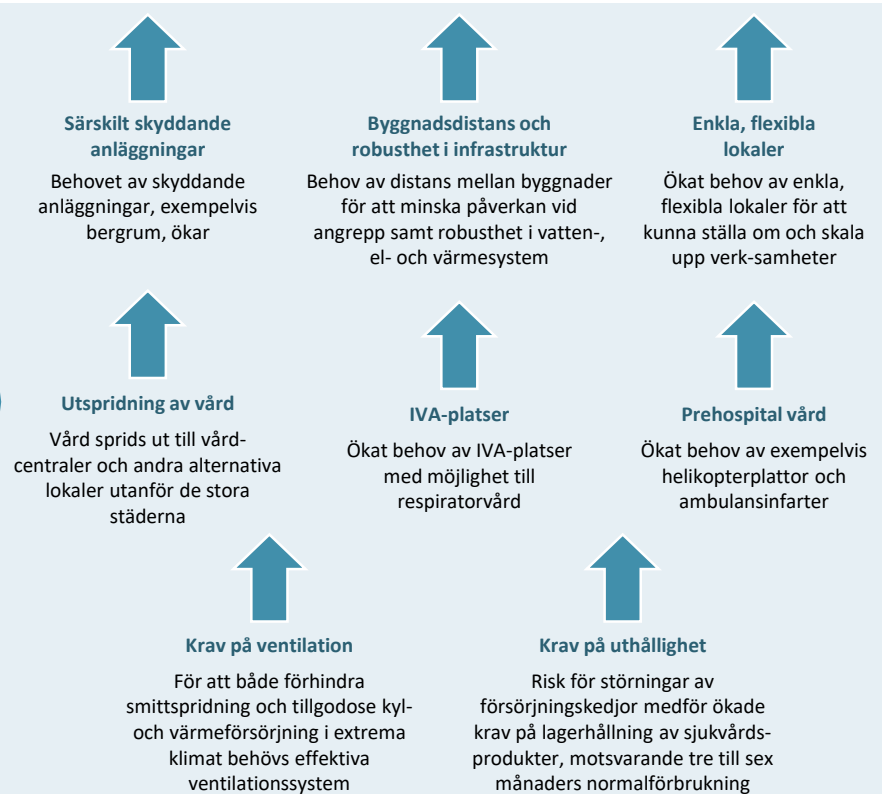 Särskilt skyddande
anläggningar
Behovet av skyddande
anläggningar, exempelvis
bergrum, ökar
Byggnadsdistans och
robusthet i infrastruktur
Behov av distans mellan byggnader
för att minska påverkan vid
angrepp samt robusthet i vatten-,
el- och värmesystem
Enkla, flexibla
lokaler
Ökat behov av enkla,
flexibla lokaler för att
kunna ställa om och skala
upp verk-samheter
Utspridning av vård
Vård sprids ut till vård-
centraler och andra alternativa
lokaler utanför de stora
städerna
IVA-platser
Ökat behov av IVA-platser
med möjlighet till
respiratorvård
Prehospital vård
Ökat behov av exempelvis
helikopterplattor och
ambulansinfarter
Krav på ventilation
För att både förhindra
smittspridning och tillgodose kyl-
och värmeförsörjning i extrema
klimat behövs effektiva
ventilationssystem
Krav på uthållighet
Risk för störningar av
försörjningskedjor medför ökade
krav på lagerhållning av sjukvårds-
produkter, motsvarande tre till sex
månaders normalförbrukning